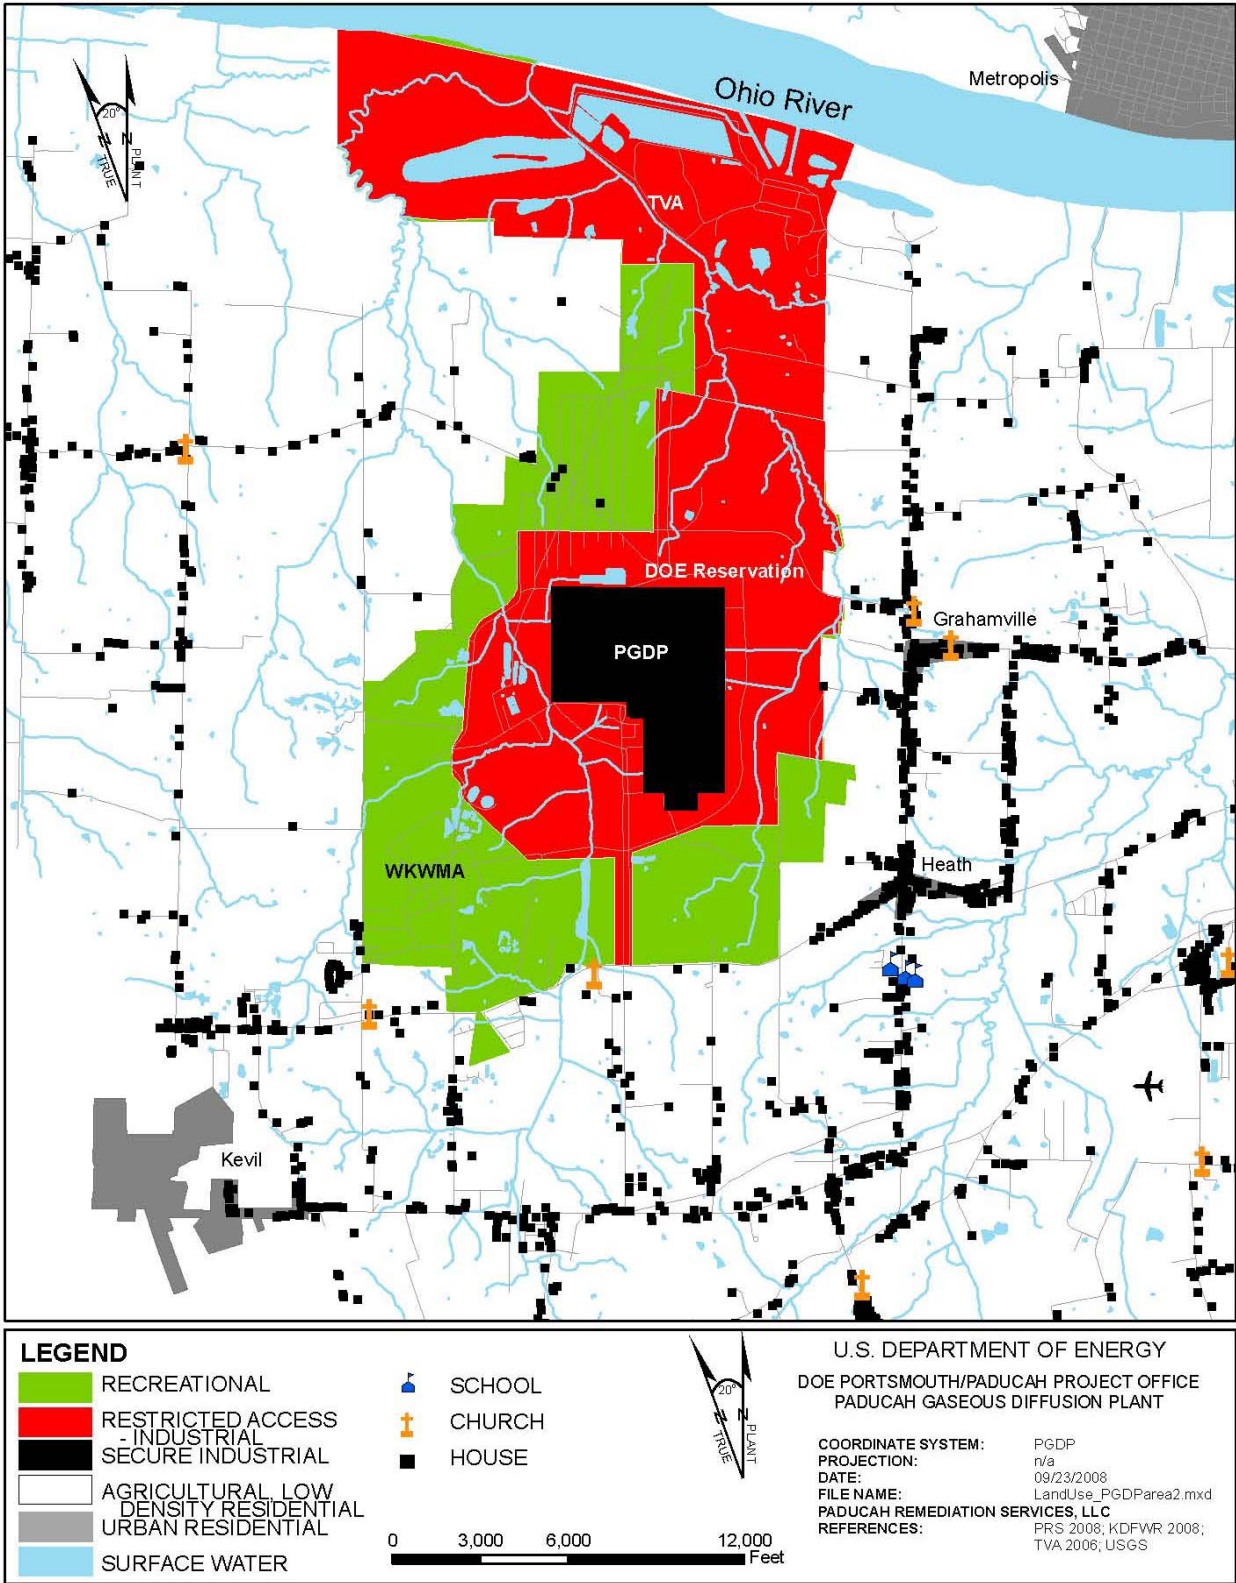 Metropolis
Ohio River
20°
N
N
TRUE
PLANT
TVA
DOE Reservation
Grahamville
PGDP
Heath
WKWMA
Kevil
LEGEND
RECREATIONAL
RESTRICTED ACCESS
- INDUSTRIAL
SECURE INDUSTRIAL
AGRICULTURAL, LOW
DENSITY RESIDENTIAL
URBAN RESIDENTIAL
SURFACE WATER
SCHOOL
CHURCH
HOUSE
0 3,000 6,000 12,000
Feet
20°
N
N
TRUE
PLANT
U.S. DEPARTMENT OF ENERGY
DOE PORTSMOUTH/PADUCAH PROJECT OFFICE
PADUCAH GASEOUS DIFFUSION PLANT
COORDINATE SYSTEM: PGDP
PROJECTION: n/a
DATE: 09/23/2008
FILE NAME: LandUse_PGDParea2.mxd
PADUCAH REMEDIATION SERVICES, LLC
REFERENCES: PRS 2008; KDFWR 2008;
TVA 2006; USGS